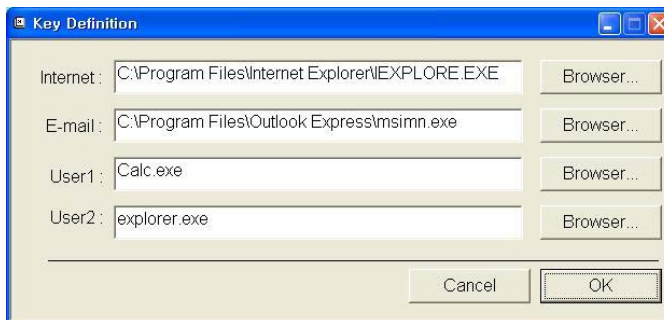 Key Definition
Internet : C:\Program Files\Internet Explorer\IEXPLORE.EXE Browser...
E-mail : C:\Program Files\Outlook Express\msimn.exe Browser...
User1 : Calc.exe Browser...
User2 : explorer.exe Browser...
Cancel OK